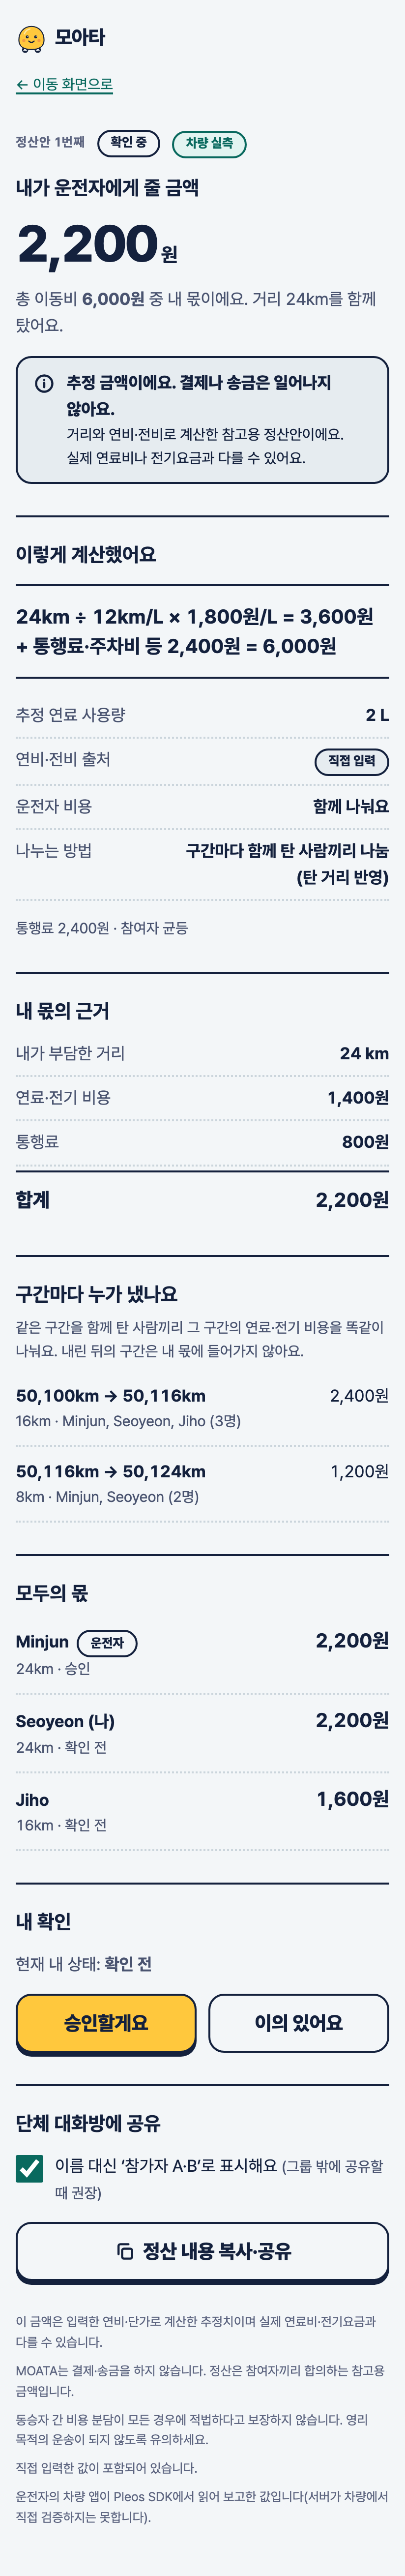 모아타
← 이동 화면으로
정산안 1번째 확인 중 차량 실측
내가 운전자에게 줄 금액
2,200원
총 이동비 6,000원 중 내 몫이에요. 거리 24km를 함께
탔어요.
추정 금액이에요. 결제나 송금은 일어나지
않아요.
거리와 연비·전비로 계산한 참고용 정산안이에요.
실제 연료비나 전기요금과 다를 수 있어요.
이렇게 계산했어요
24km ÷ 12km/L × 1,800원/L = 3,600원
+ 통행료·주차비 등 2,400원 = 6,000원
추정 연료 사용량 2 L
연비·전비 출처 직접 입력
운전자 비용 함께 나눠요
나누는 방법 구간마다 함께 탄 사람끼리 나눔
(탄 거리 반영)
통행료 2,400원 · 참여자 균등
내 몫의 근거
내가 부담한 거리 24 km
연료·전기 비용 1,400원
통행료 800원
합계 2,200원
구간마다 누가 냈나요
같은 구간을 함께 탄 사람끼리 그 구간의 연료·전기 비용을 똑같이
나눠요. 내린 뒤의 구간은 내 몫에 들어가지 않아요.
50,100km → 50,116km 2,400원
16km · Minjun, Seoyeon, Jiho (3명)
50,116km → 50,124km 1,200원
8km · Minjun, Seoyeon (2명)
모두의 몫
Minjun 운전자 2,200원
24km · 승인
Seoyeon (나) 2,200원
24km · 확인 전
Jiho 1,600원
16km · 확인 전
내 확인
현재 내 상태: 확인 전
승인할게요 이의 있어요
단체 대화방에 공유
이름 대신 ‘참가자 A·B’로 표시해요 (그룹 밖에 공유할
때 권장)
정산 내용 복사·공유
이 금액은 입력한 연비·단가로 계산한 추정치이며 실제 연료비·전기요금과
다를 수 있습니다.
MOATA는 결제·송금을 하지 않습니다. 정산은 참여자끼리 합의하는 참고용
금액입니다.
동승자 간 비용 분담이 모든 경우에 적법하다고 보장하지 않습니다. 영리
목적의 운송이 되지 않도록 유의하세요.
직접 입력한 값이 포함되어 있습니다.
운전자의 차량 앱이 Pleos SDK에서 읽어 보고한 값입니다(서버가 차량에서
직접 검증하지는 못합니다).